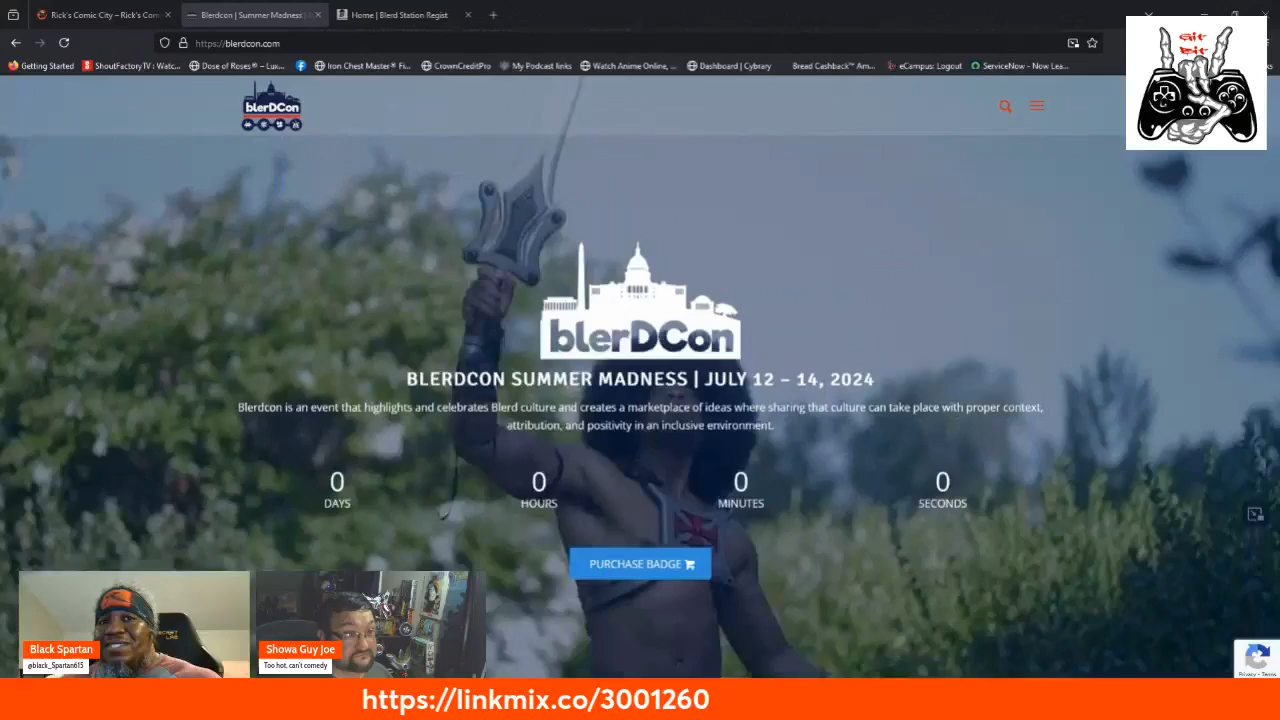 Rick's Comic City – Rick's Com
Blerdcon | Summer Madness |
Home | Blerd Station Regist
https://blerdcon.com
Getting Started
ShoutFactoryTV : Watc...
Dose of Roses® – Lux...
Iron Chest Master® Fi...
CrownCreditPro
My Podcast links
Watch Anime Online, ...
Dashboard | Cybrary
Bread Cashback™ Am...
eCampus: Logout
ServiceNow - Now Lea...
Git
Bit
blerDCon
blerDCon
BLERDCON SUMMER MADNESS | JULY 12 – 14, 2024
Blerdcon is an event that highlights and celebrates Blerd culture and creates a marketplace of ideas where sharing that culture can take place with proper context,
attribution, and positivity in an inclusive environment.
0 0 0 0
DAYS HOURS MINUTES SECONDS
PURCHASE BADGE
Black Spartan
@black_Spartan615
Showa Guy Joe
Too hot, can't comedy
Privacy - Terms
https://linkmix.co/3001260